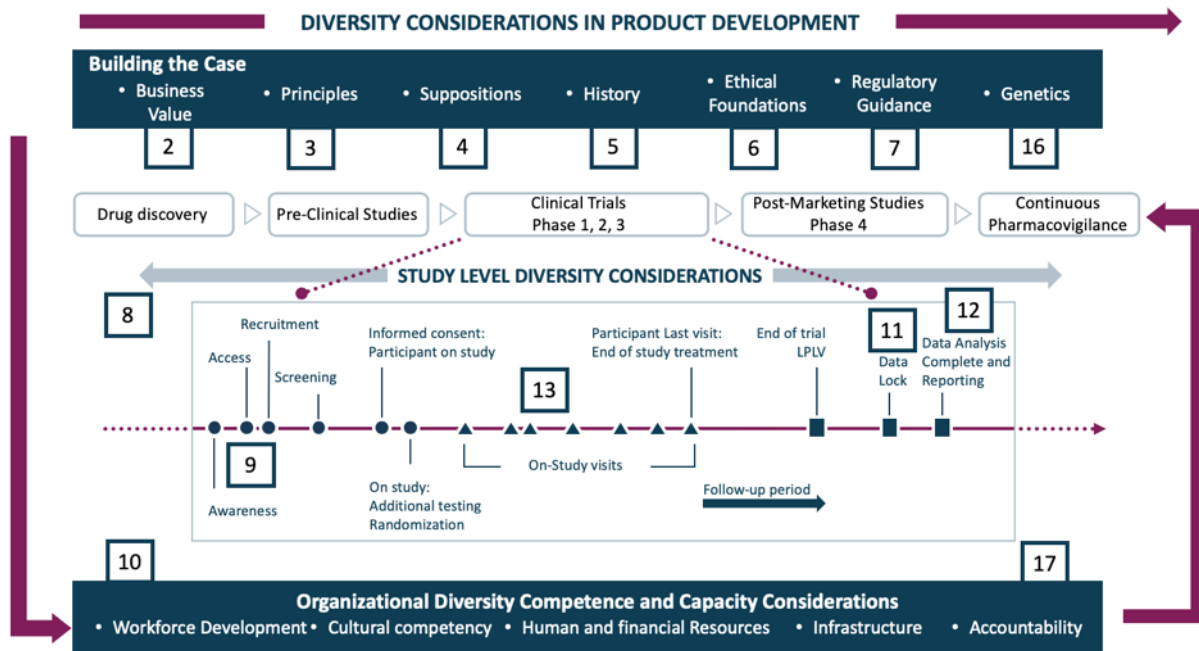 DIVERSITY CONSIDERATIONS IN PRODUCT DEVELOPMENT
Building the Case
• Business
Value
• Principles
• Suppositions
• History
• Ethical
Foundations
• Regulatory
Guidance
• Genetics
2
3
4
5
6
7
16
Drug discovery
Pre-Clinical Studies
Clinical Trials
Phase 1, 2, 3
Post-Marketing Studies
Phase 4
Continuous
Pharmacovigilance
STUDY LEVEL DIVERSITY CONSIDERATIONS
8
Access
Recruitment
Screening
Informed consent:
Participant on study
13
Participant Last visit:
End of study treatment
End of trial
LPLV
11
Data
Lock
12
Data Analysis
Complete and
Reporting
9
Awareness
On study:
Additional testing
Randomization
On-Study visits
Follow-up period
10
17
Organizational Diversity Competence and Capacity Considerations
• Workforce Development
• Cultural competency
• Human and financial Resources
• Infrastructure
• Accountability